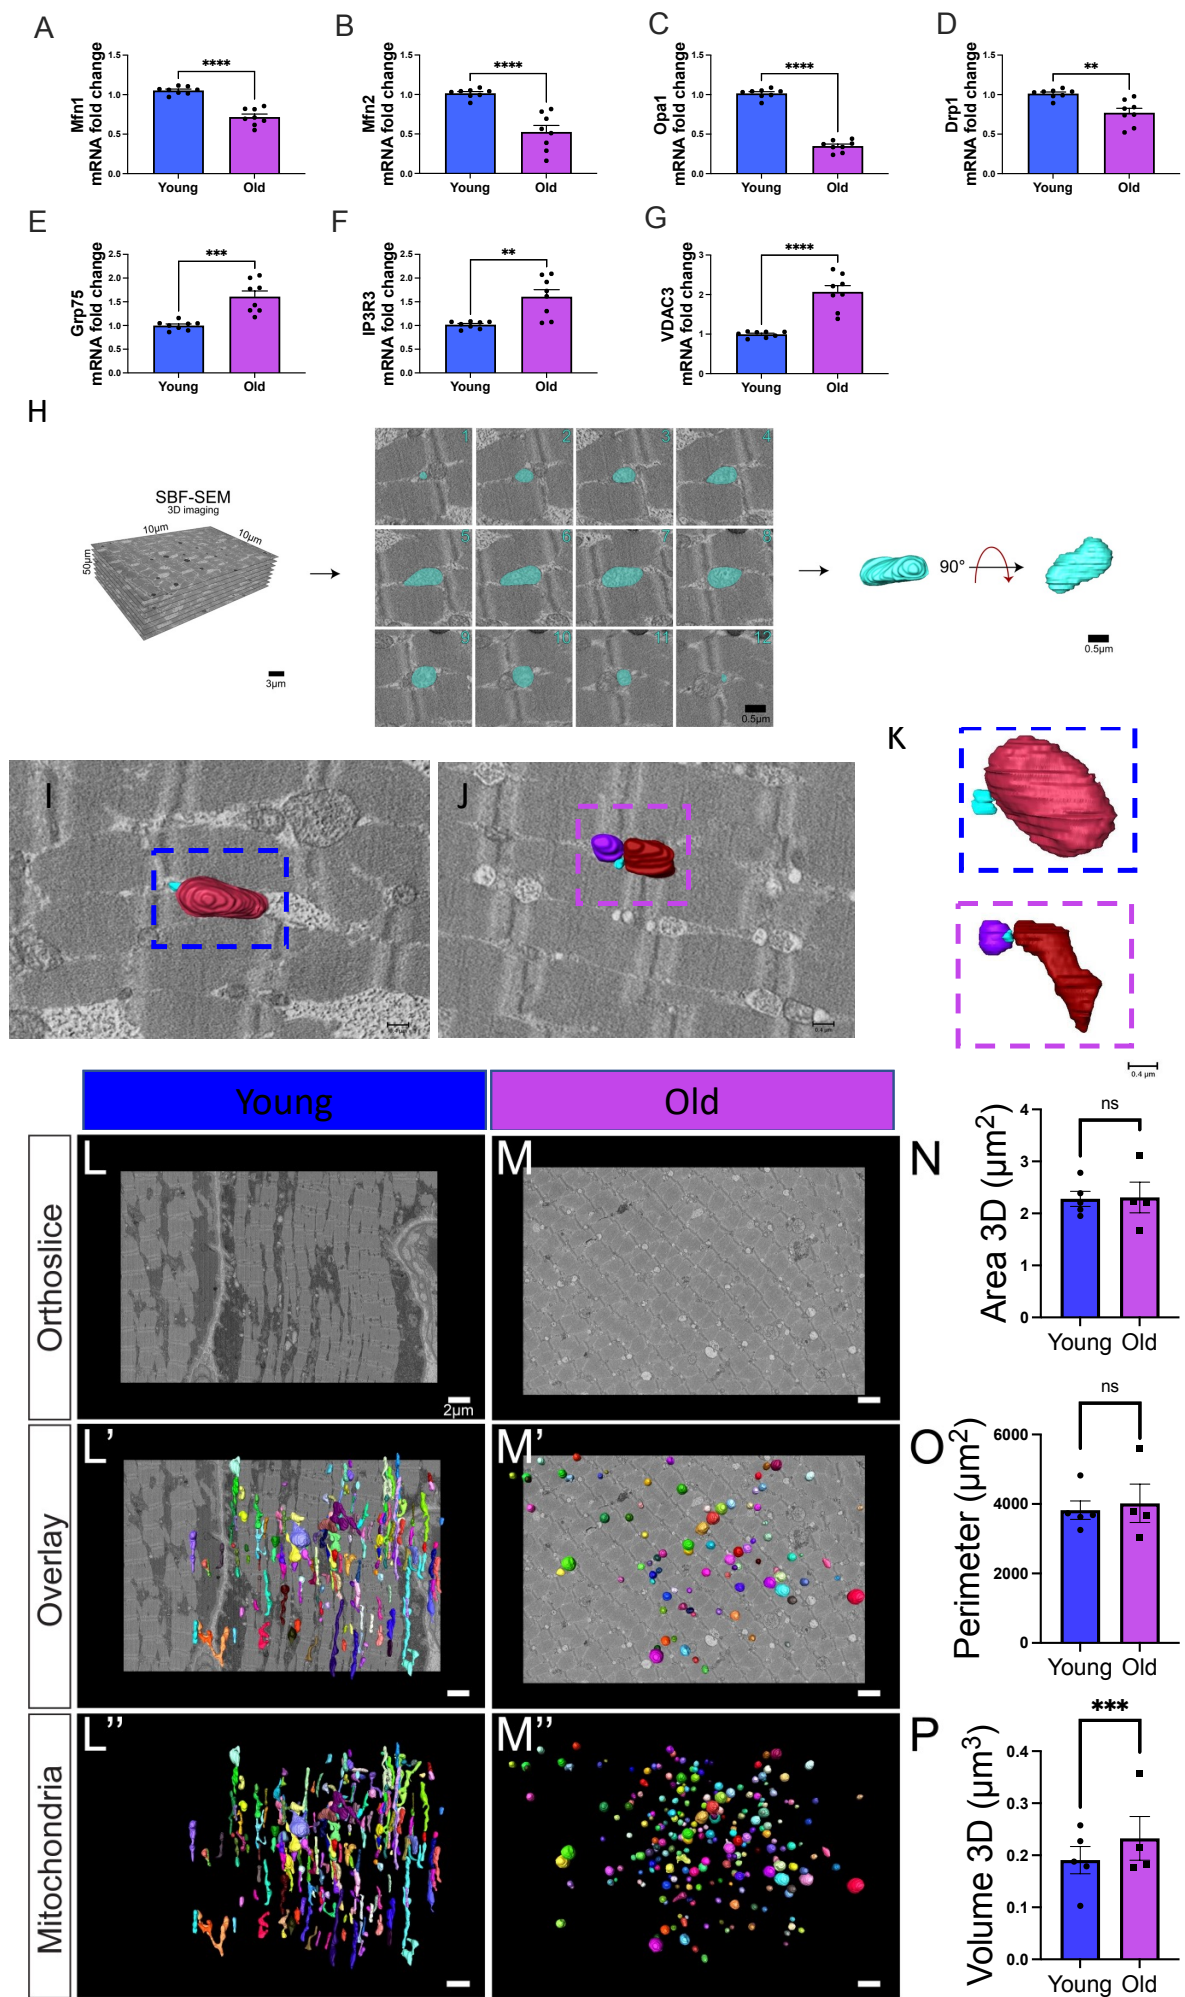 A
Mfn1
mRNA fold change
1.5
1.0
0.5
0.0
****
Young
Old
B
Mfn2
mRNA fold change
1.5
1.0
0.5
0.0
****
Young
Old
C
Opa1
mRNA fold change
1.5
1.0
0.5
0.0
****
Young
Old
D
Drp1
mRNA fold change
1.5
1.0
0.5
0.0
**
Young
Old
E
Grp75
mRNA fold change
2.5
2.0
1.5
1.0
0.5
0.0
***
Young
Old
F
IP3R3
mRNA fold change
2.5
2.0
1.5
1.0
0.5
0.0
**
Young
Old
G
VDAC3
mRNA fold change
3
2
1
0
****
Young
Old
H
SBF-SEM
3D imaging
10µm
10µm
50µm
3µm
1
2
3
4
5
6
7
8
9
10
11
12
0.5µm
90°
0.5µm
I
J
0.4 µm
K
0.4 µm
Young
Old
Orthoslice
L
2µm
M
Overlay
L'
M'
Mitochondria
L''
M''
N
Area 3D (µm²)
4
3
2
1
0
ns
Young
Old
O
Perimeter (µm²)
6000
4000
2000
0
ns
Young
Old
P
Volume 3D (µm³)
0.4
0.3
0.2
0.1
0.0
***
Young
Old